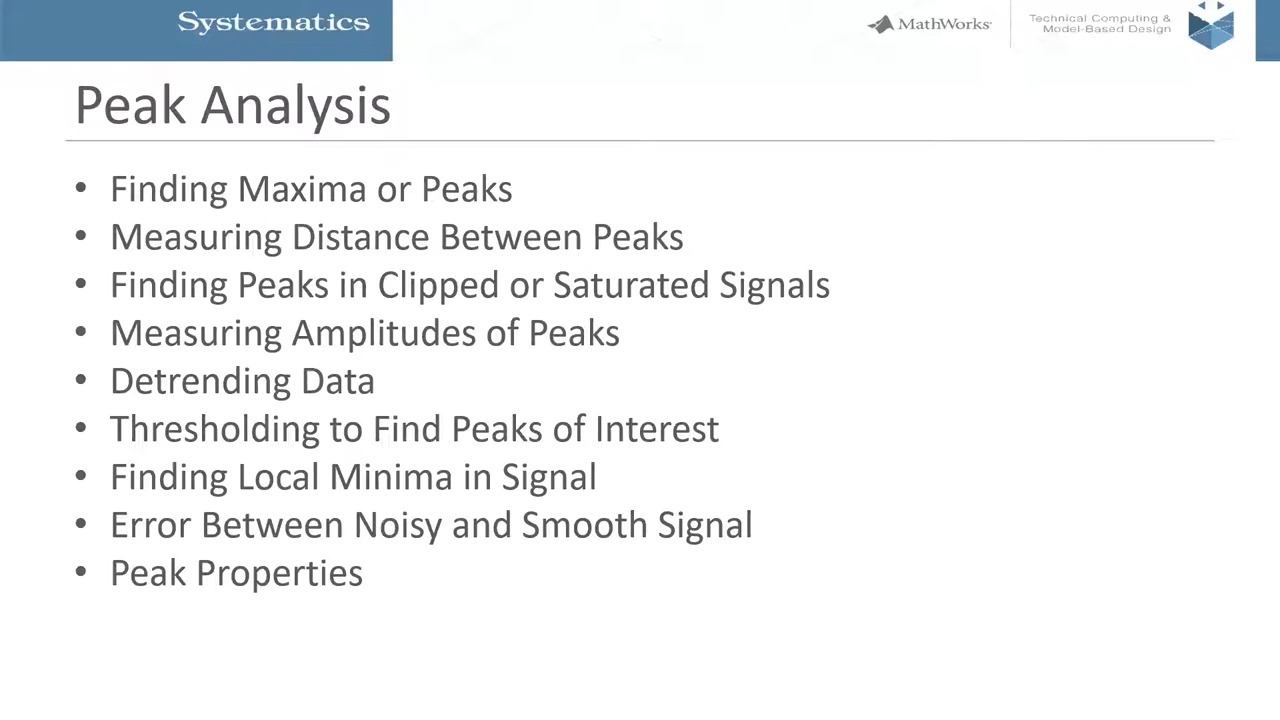 Systematics
MathWorks
Technical Computing &
Model-Based Design
Peak Analysis
• Finding Maxima or Peaks
• Measuring Distance Between Peaks
• Finding Peaks in Clipped or Saturated Signals
• Measuring Amplitudes of Peaks
• Detrending Data
• Thresholding to Find Peaks of Interest
• Finding Local Minima in Signal
• Error Between Noisy and Smooth Signal
• Peak Properties